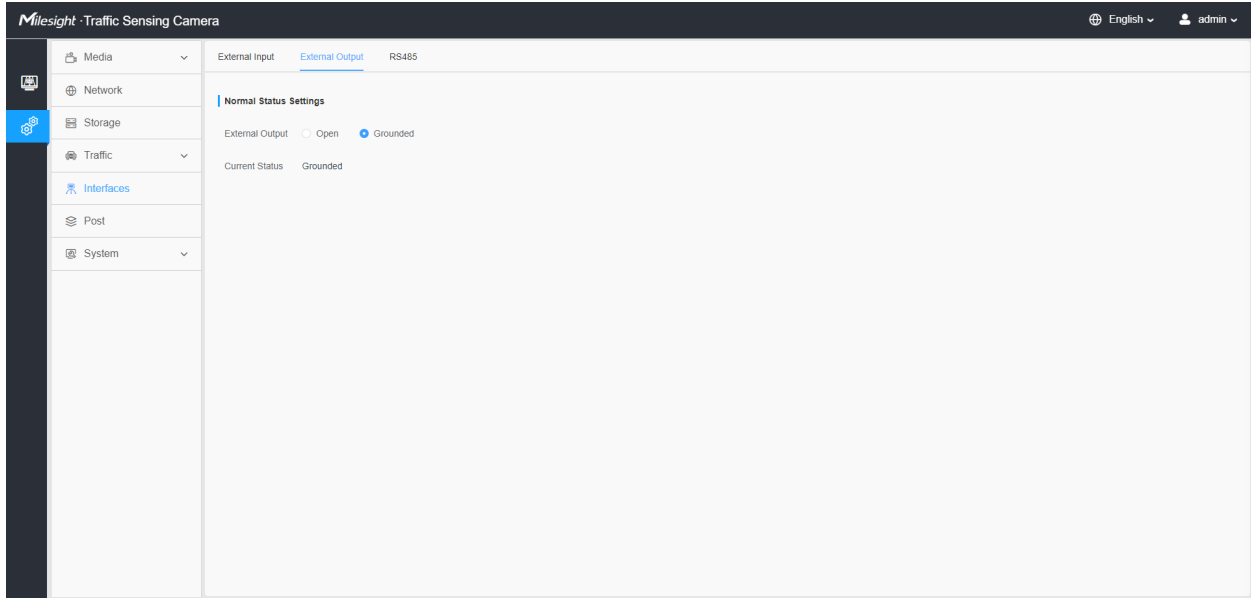 Milesight · Traffic Sensing Camera
English
admin
Media
Network
Storage
Traffic
Interfaces
Post
System
External Input External Output RS485
Normal Status Settings
External Output Open Grounded
Current Status Grounded